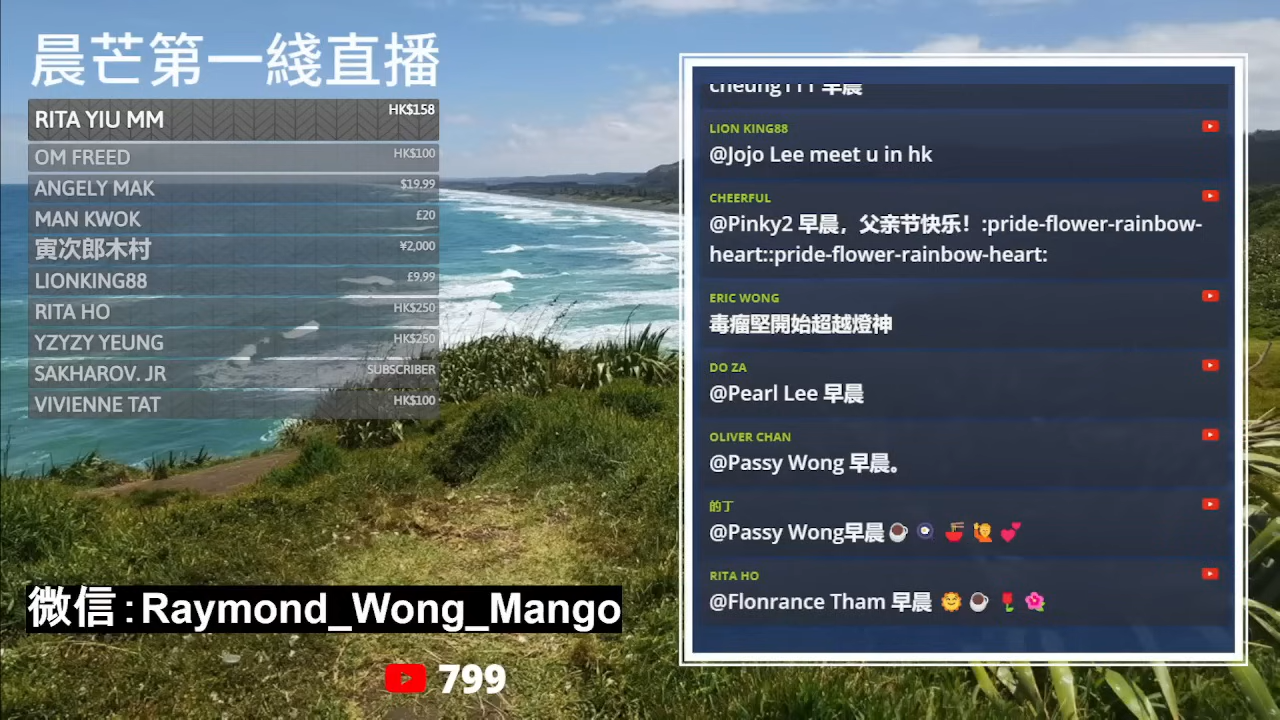 晨芒第一綫直播
RITA YIU MM HK$158
OM FREED HK$100
ANGELY MAK $19.99
MAN KWOK £20
寅次郎木村 ¥2,000
LIONKING88 £9.99
RITA HO HK$250
YZYZY YEUNG HK$250
SAKHAROV. JR SUBSCRIBER
VIVIENNE TAT HK$100
微信:Raymond_Wong_Mango
799
早晨
LION KING88
@Jojo Lee meet u in hk
CHEERFUL
@Pinky2 早晨，父亲节快乐！:pride-flower-rainbow-
heart::pride-flower-rainbow-heart:
ERIC WONG
毒瘤堅開始超越燈神
DO ZA
@Pearl Lee 早晨
OLIVER CHAN
@Passy Wong 早晨。
的丁
@Passy Wong早晨☕🍳🍜🙋💕
RITA HO
@Flonrance Tham 早晨 🥰☕🌷🌺